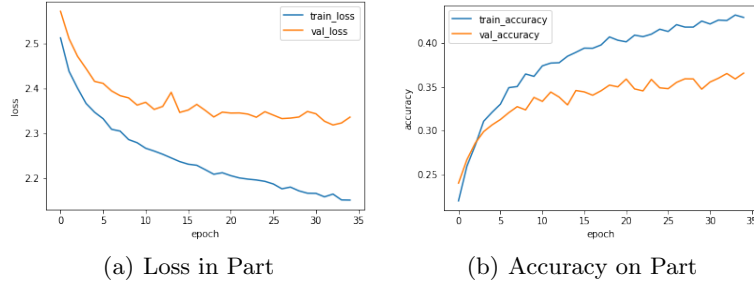 train_loss
val_loss
2.5
2.4
2.3
2.2
loss
0 5 10 15 20 25 30 35
epoch
(a) Loss in Part
train_accuracy
val_accuracy
0.40
0.35
0.30
0.25
accuracy
0 5 10 15 20 25 30 35
epoch
(b) Accuracy on Part